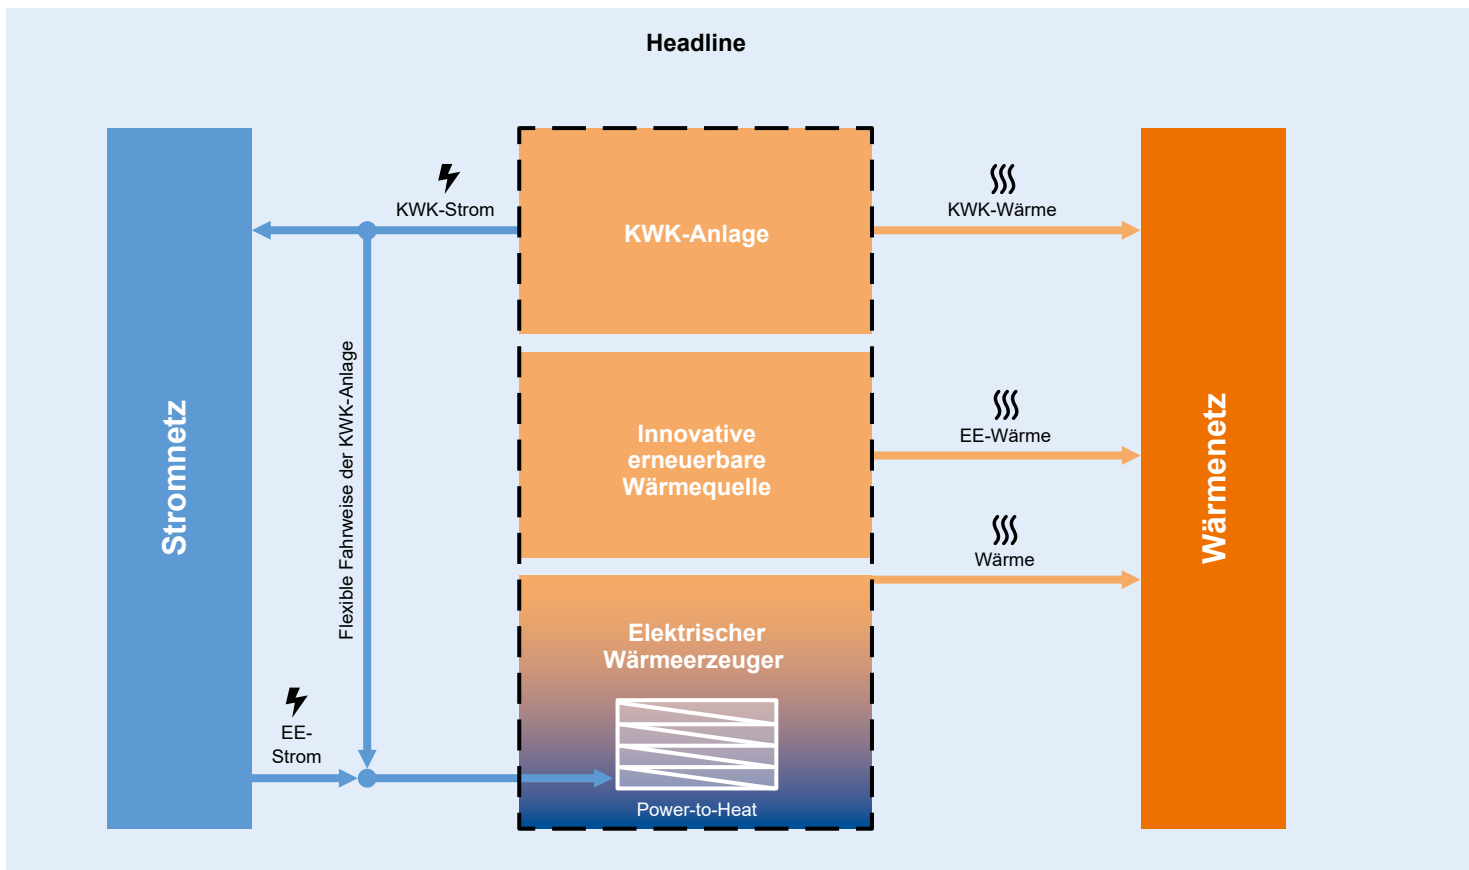 Headline
KWK-Strom
KWK-Wärme
KWK-Anlage
Stromnetz
Flexible Fahrweise der KWK-Anlage
Innovative
erneuerbare
Wärmequelle
EE-Wärme
Wärmenetz
Wärme
Elektrischer
Wärmeerzeuger
EE-
Strom
Power-to-Heat